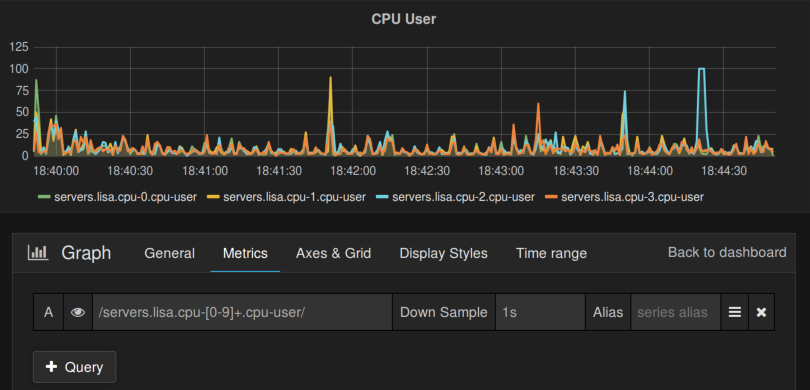 CPU User
125
100
75
50
25
0
18:40:00 18:40:30 18:41:00 18:41:30 18:42:00 18:42:30 18:43:00 18:43:30 18:44:00 18:44:30
servers.lisa.cpu-0.cpu-user servers.lisa.cpu-1.cpu-user servers.lisa.cpu-2.cpu-user servers.lisa.cpu-3.cpu-user
Graph General Metrics Axes & Grid Display Styles Time range Back to dashboard
A /servers.lisa.cpu-[0-9]+.cpu-user/ Down Sample 1s Alias series alias
+ Query